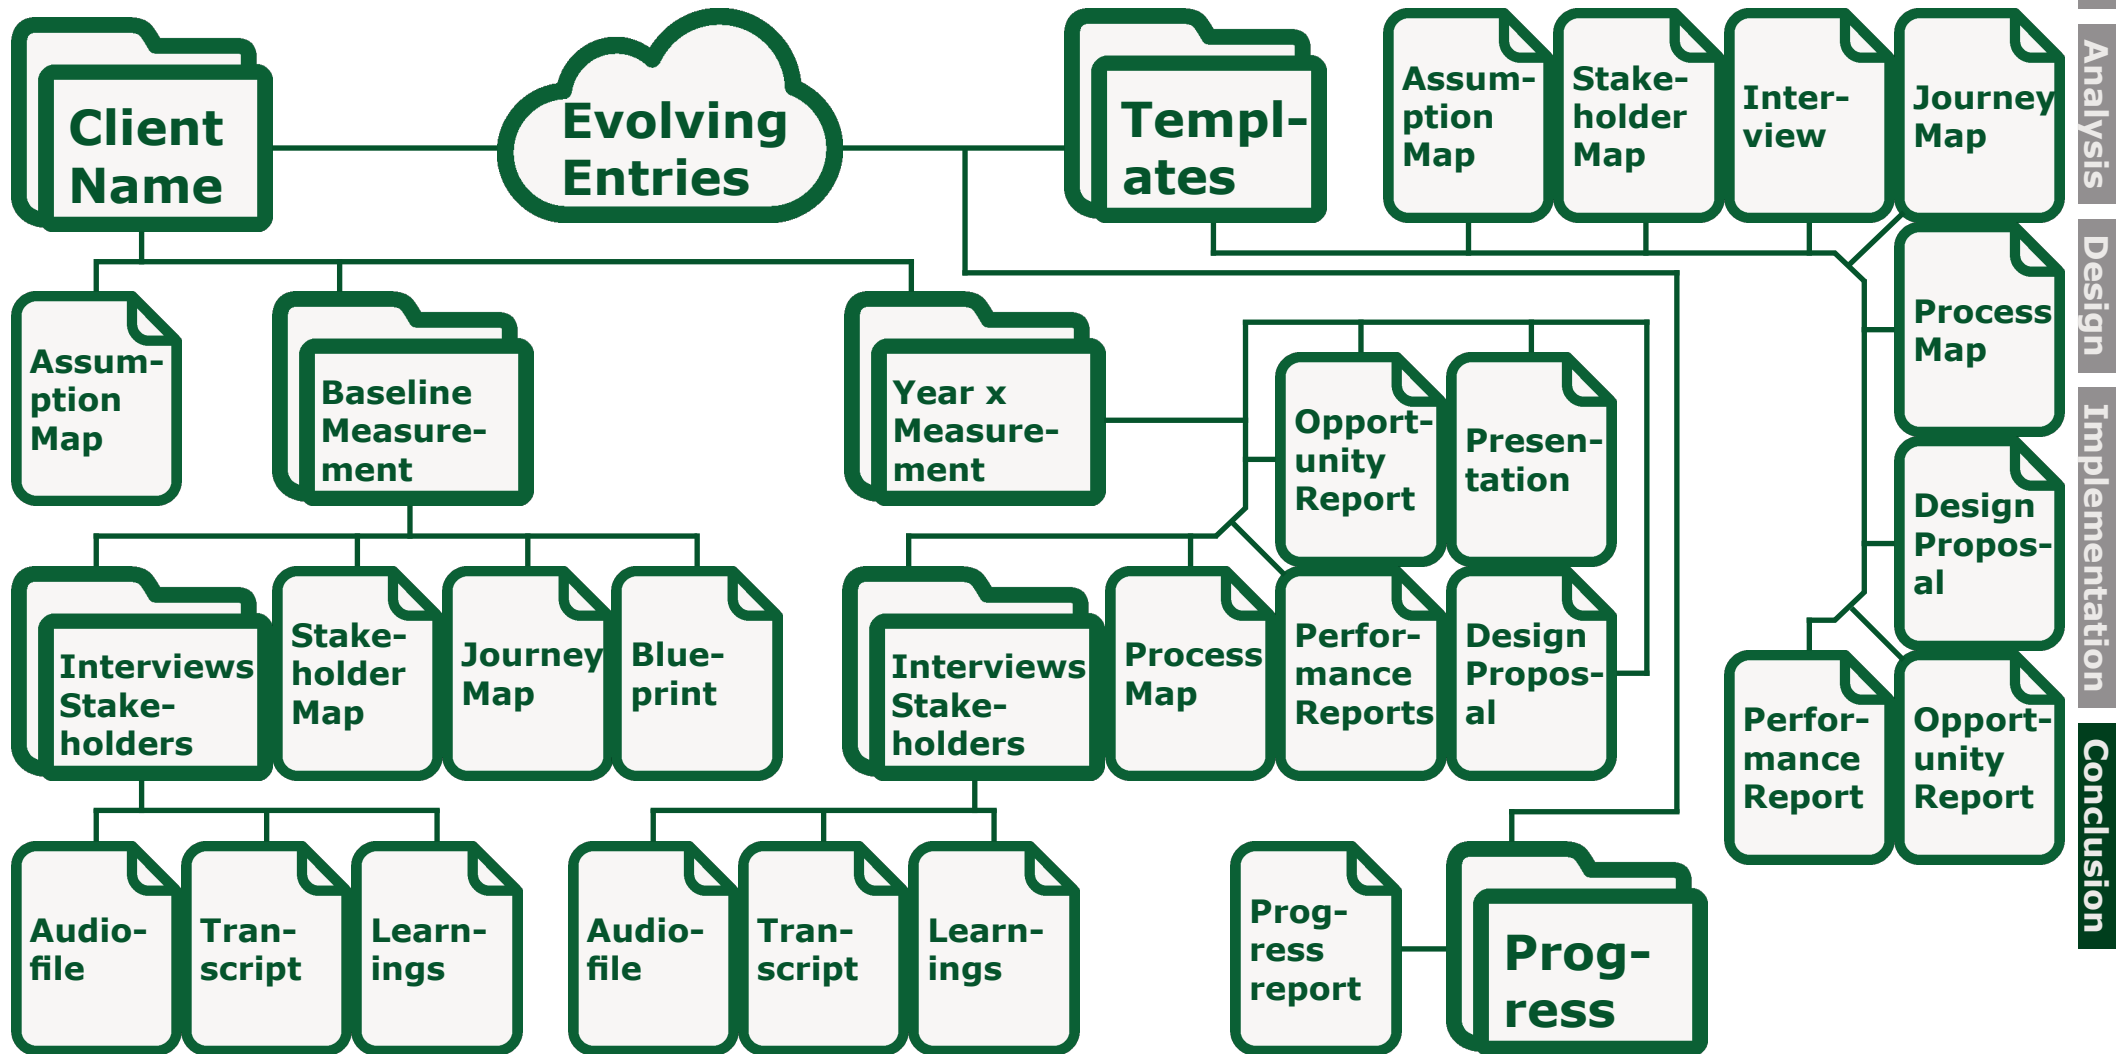 Client
Name
Evolving
Entries
Templ-
ates
Assum-
ption
Map
Stake-
holder
Map
Inter-
view
Journey
Map
Process
Map
Design
Propos-
al
Opport-
unity
Report
Perfor-
mance
Report
Assum-
ption
Map
Baseline
Measure-
ment
Year x
Measure-
ment
Opport-
unity
Report
Presen-
tation
Interviews
Stake-
holders
Stake-
holder
Map
Journey
Map
Blue-
print
Interviews
Stake-
holders
Process
Map
Perfor-
mance
Reports
Design
Propos-
al
Audio-
file
Tran-
script
Learn-
ings
Audio-
file
Tran-
script
Learn-
ings
Prog-
ress
report
Prog-
ress
Analysis
Design
Implementation
Conclusion